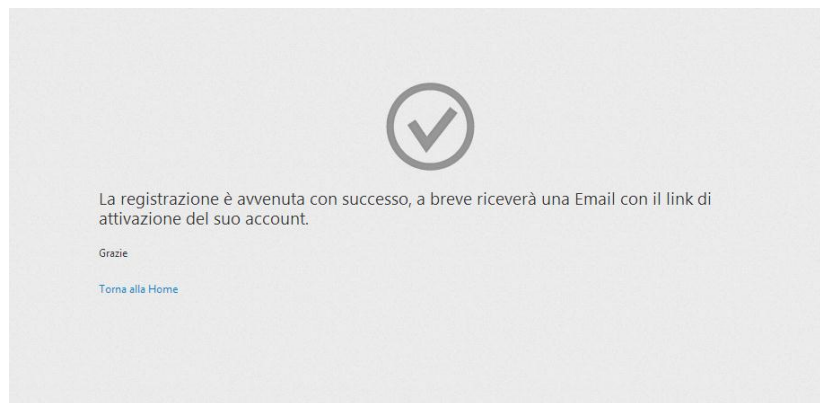 La registrazione è avvenuta con successo, a breve riceverà una Email con il link di
attivazione del suo account.
Grazie
Torna alla Home